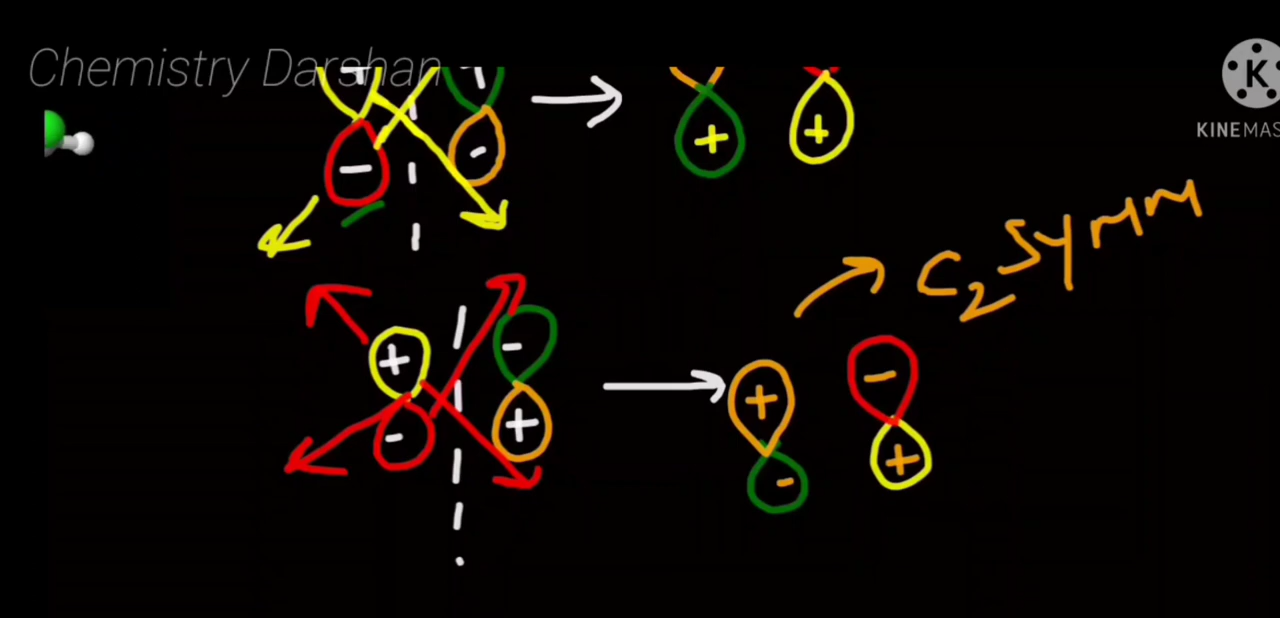 Chemistry Darshan
K
KINEMAS
+ +
- -
C₂ Symm
+ - + -
- + - +